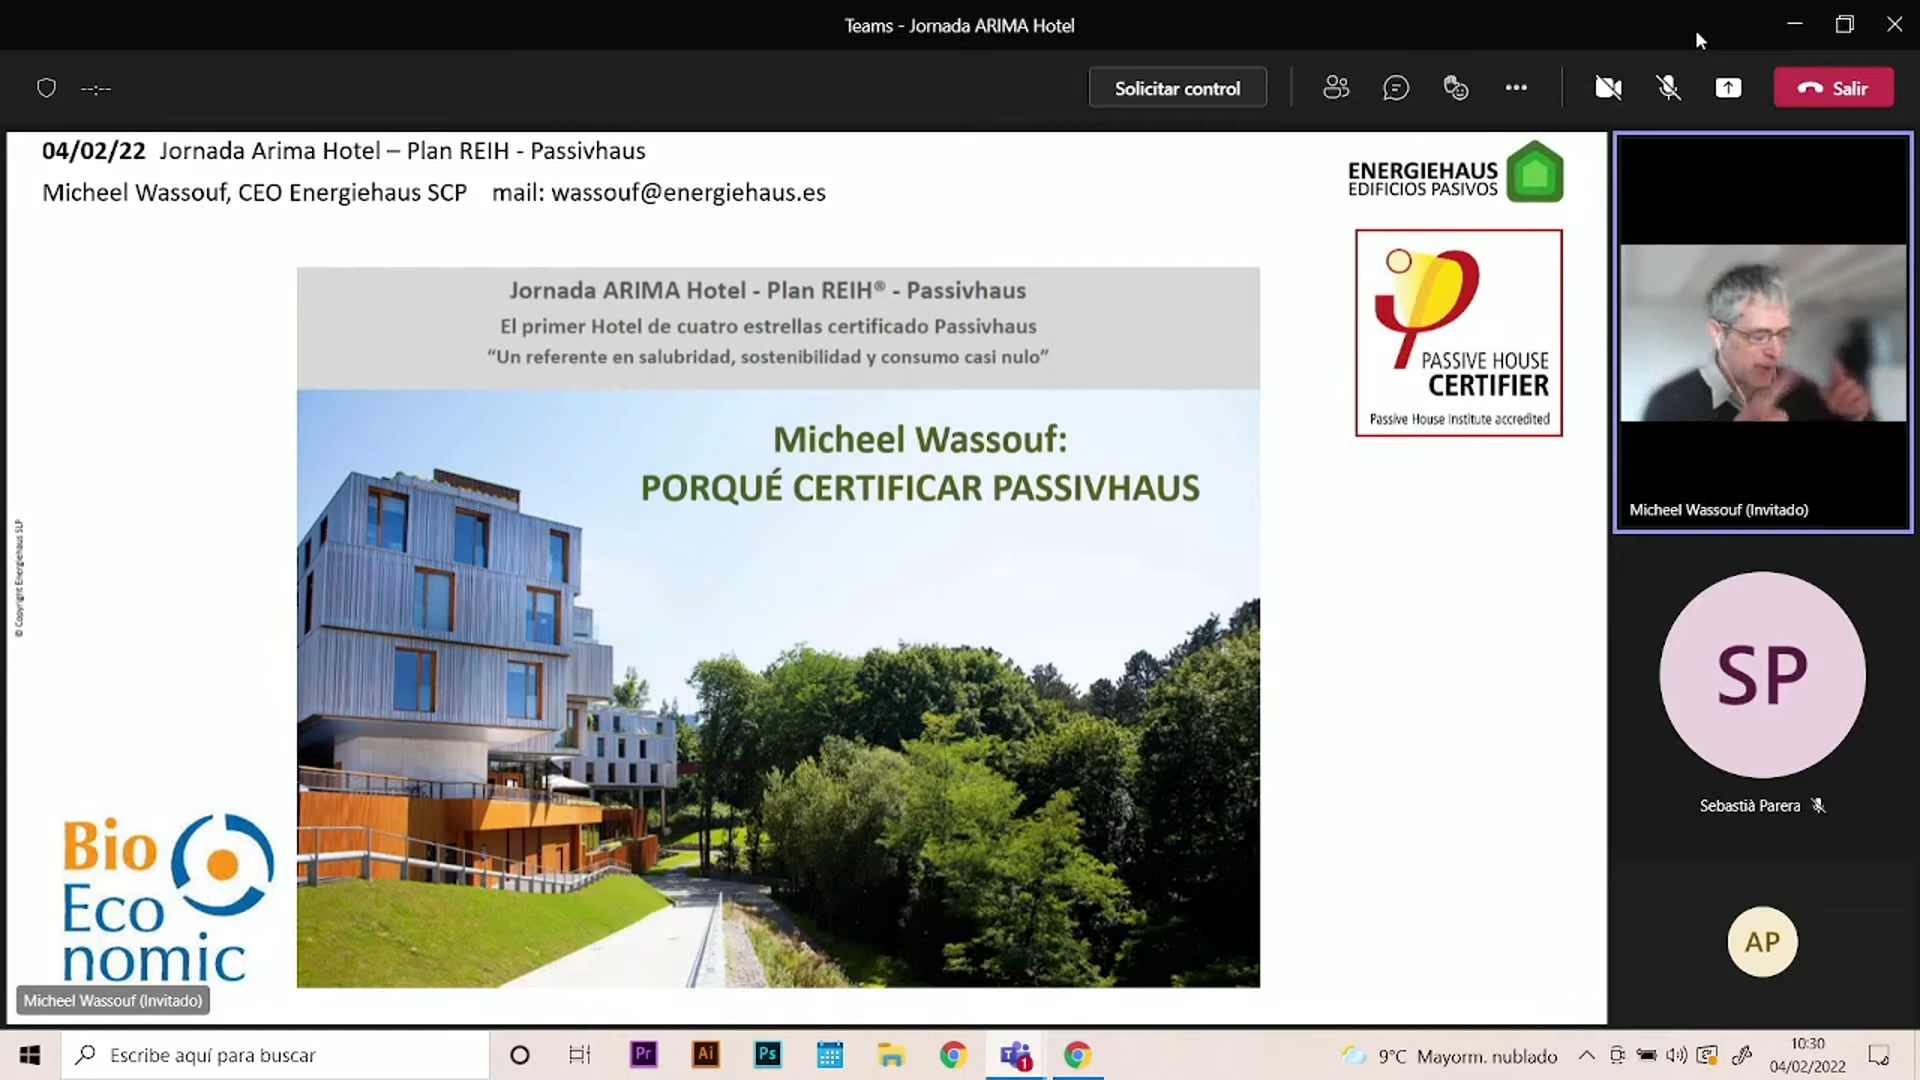 Teams - Jornada ARIMA Hotel
--:--
Solicitar control
Salir
04/02/22 Jornada Arima Hotel – Plan REIH - Passivhaus
Micheel Wassouf, CEO Energiehaus SCP mail: wassouf@energiehaus.es
ENERGIEHAUS
EDIFICIOS PASIVOS
PASSIVE HOUSE
CERTIFIER
Passive House Institute accredited
Jornada ARIMA Hotel - Plan REIH® - Passivhaus
El primer Hotel de cuatro estrellas certificado Passivhaus
“Un referente en salubridad, sostenibilidad y consumo casi nulo”
Micheel Wassouf:
PORQUÉ CERTIFICAR PASSIVHAUS
© Copyright Energiehaus SLP
Bio
Eco
nomic
Micheel Wassouf (Invitado)
Micheel Wassouf (Invitado)
SP
Sebastià Parera
AP
Escribe aquí para buscar
Pr
Ai
Ps
1
9°C Mayorm. nublado
10:30
04/02/2022